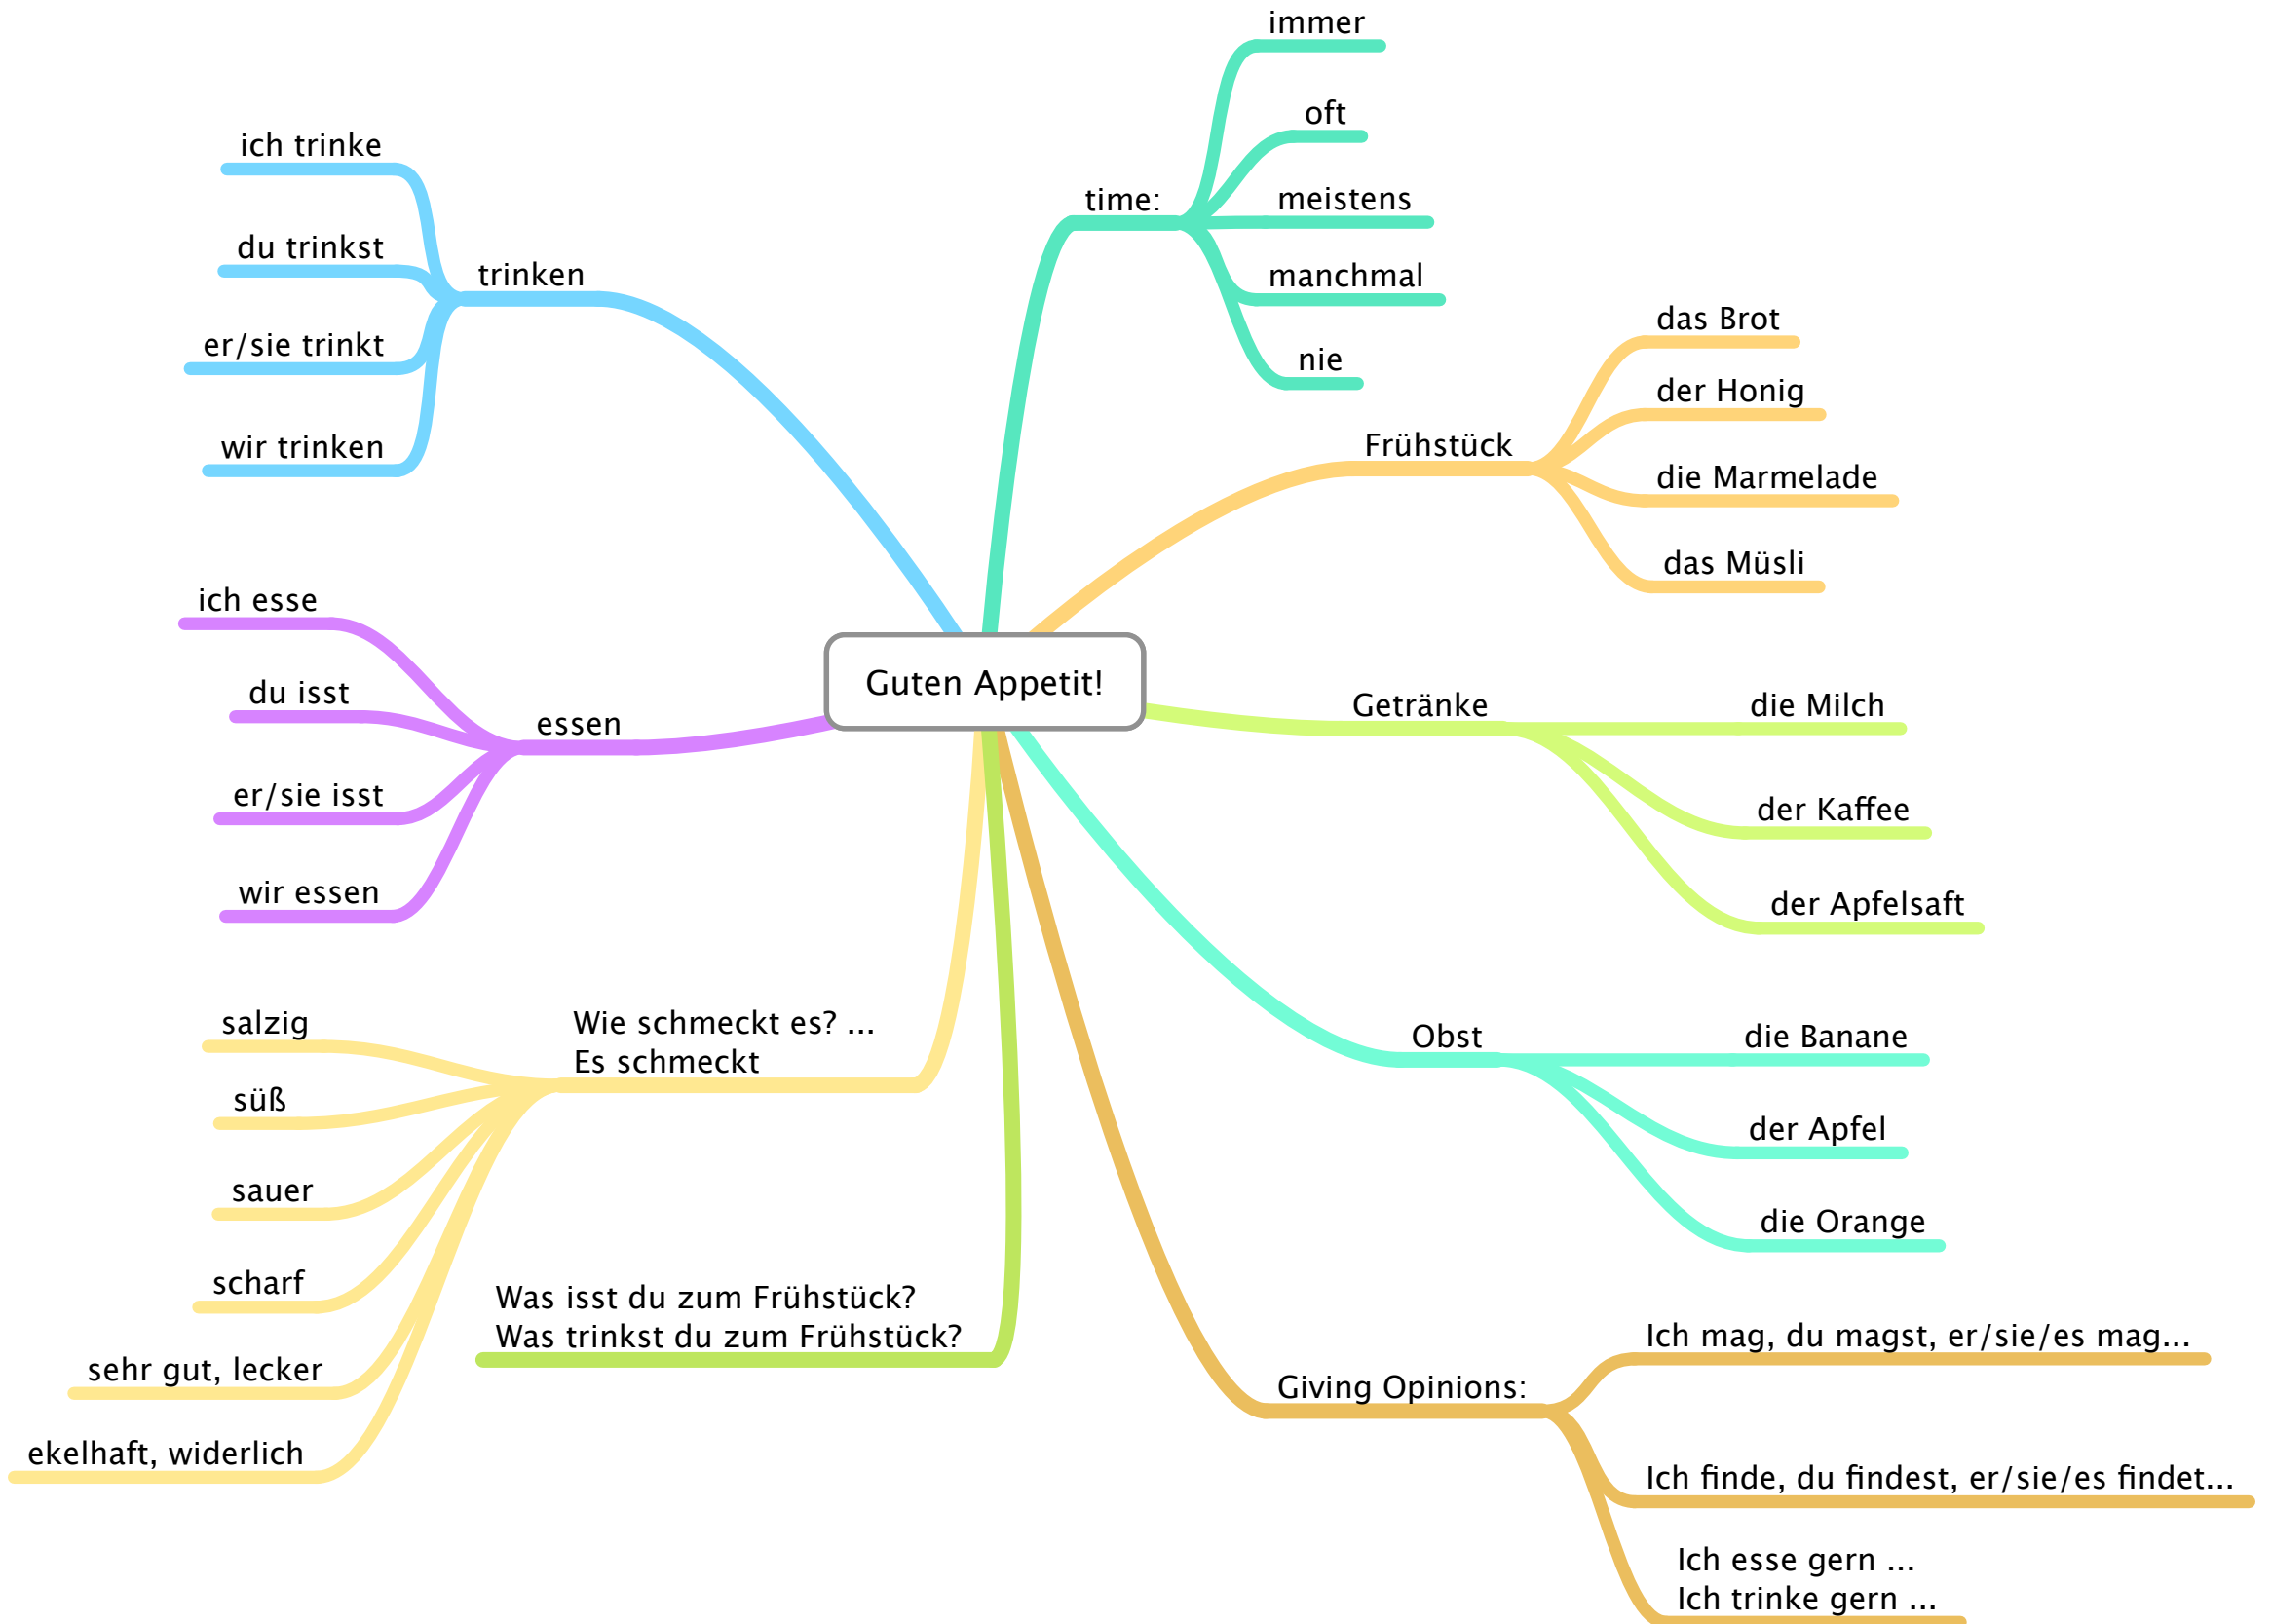 Guten Appetit!
time:
immer
oft
meistens
manchmal
nie
Frühstück
das Brot
der Honig
die Marmelade
das Müsli
Getränke
die Milch
der Kaffee
der Apfelsaft
Obst
die Banane
der Apfel
die Orange
Giving Opinions:
Ich mag, du magst, er/sie/es mag...
Ich finde, du findest, er/sie/es findet...
Ich esse gern ...
Ich trinke gern ...
Was isst du zum Frühstück?
Was trinkst du zum Frühstück?
Wie schmeckt es? ...
Es schmeckt
salzig
süß
sauer
scharf
sehr gut, lecker
ekelhaft, widerlich
essen
ich esse
du isst
er/sie isst
wir essen
trinken
ich trinke
du trinkst
er/sie trinkt
wir trinken